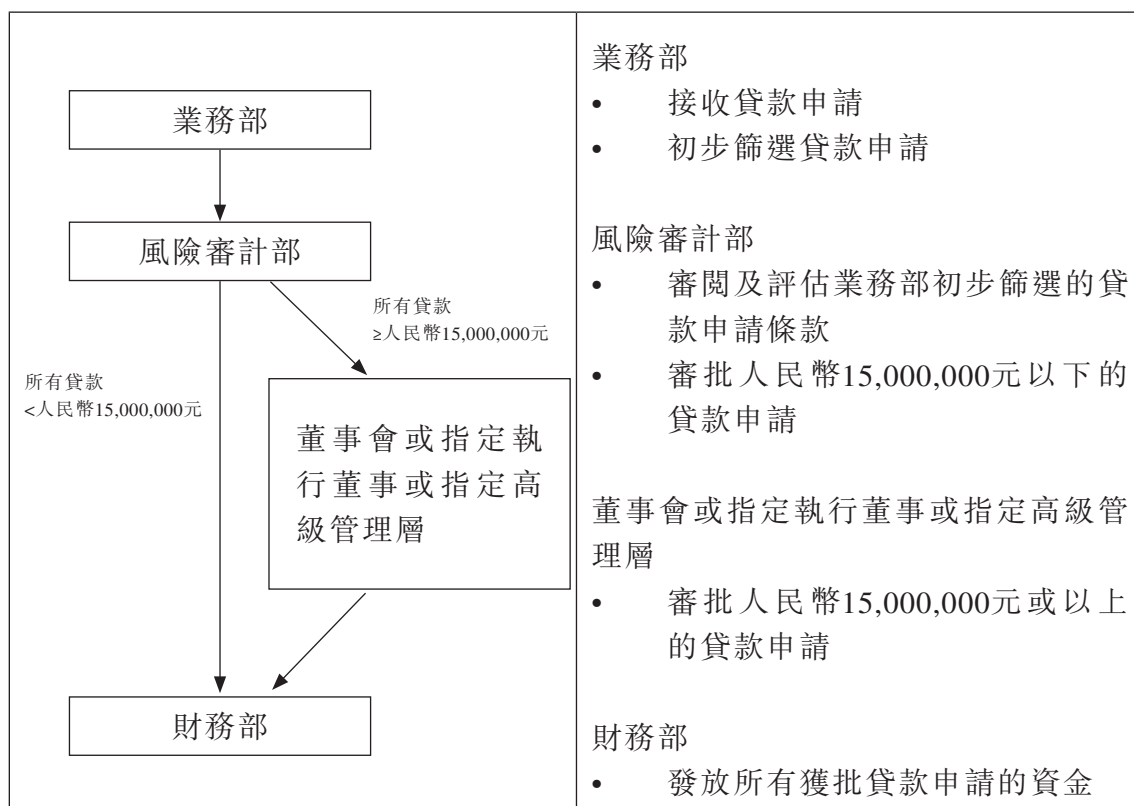 業務部
風險審計部
所有貸款
≥人民幣15,000,000元
所有貸款
<人民幣15,000,000元
董事會或指定執
行董事或指定高
級管理層
財務部
業務部
• 接收貸款申請
• 初步篩選貸款申請
風險審計部
• 審閱及評估業務部初步篩選的貸
款申請條款
• 審批人民幣15,000,000元以下的
貸款申請
董事會或指定執行董事或指定高級管
理層
• 審批人民幣15,000,000元或以上
的貸款申請
財務部
• 發放所有獲批貸款申請的資金